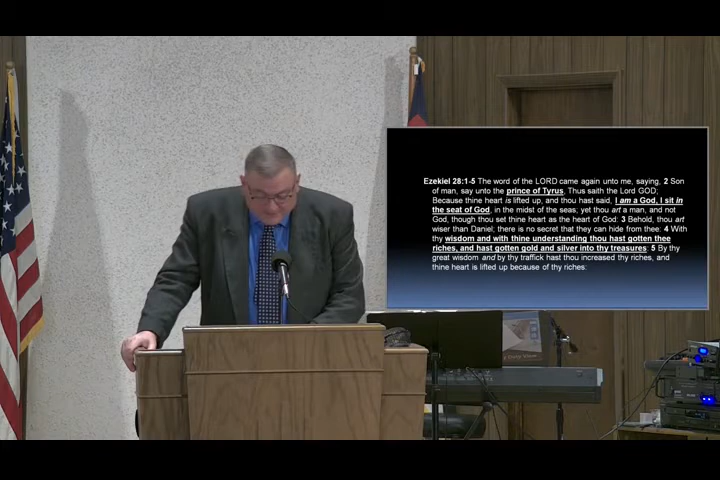 Ezekiel 28:1-5 The word of the LORD came again unto me, saying, 2 Son
of man, say unto the prince of Tyrus, Thus saith the Lord GOD;
Because thine heart is lifted up, and thou hast said, I am a God, I sit in
the seat of God, in the midst of the seas; yet thou art a man, and not
God, though thou set thine heart as the heart of God: 3 Behold, thou art
wiser than Daniel; there is no secret that they can hide from thee: 4 With
thy wisdom and with thine understanding thou hast gotten thee
riches, and hast gotten gold and silver into thy treasures: 5 By thy
great wisdom and by thy traffick hast thou increased thy riches, and
thine heart is lifted up because of thy riches: